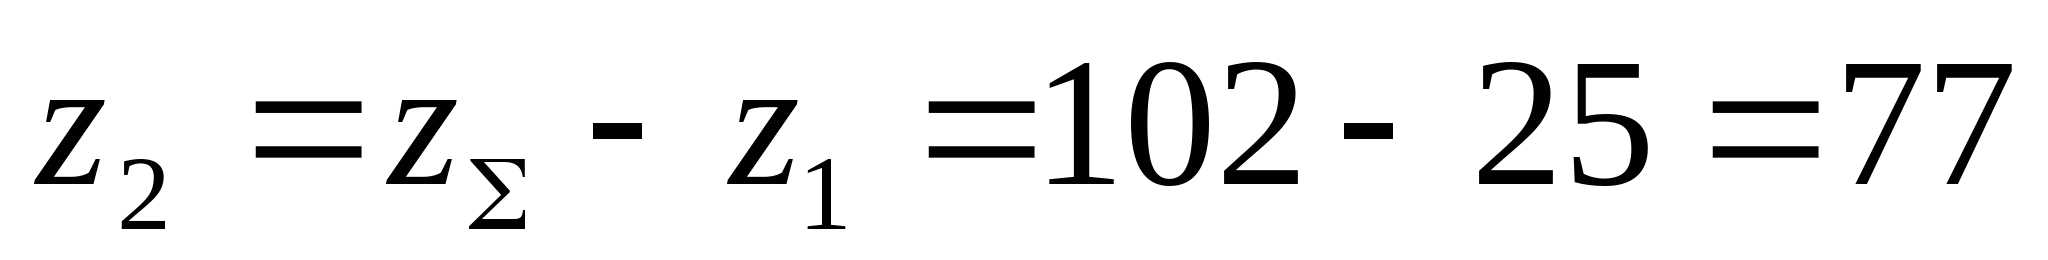 z₂ = z_Σ - z₁ = 102 - 25 = 77